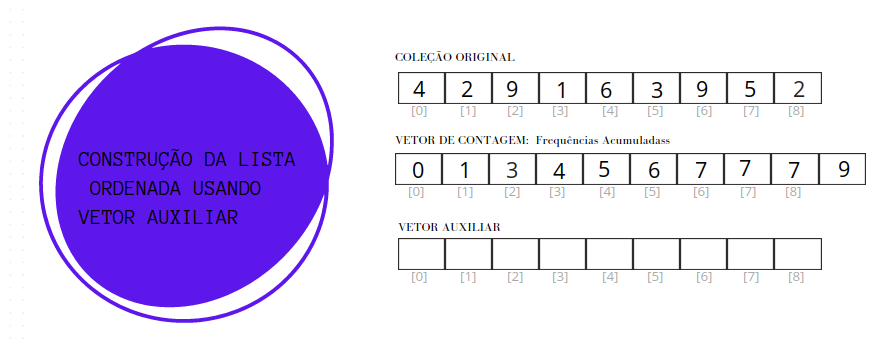 CONSTRUÇÃO DA LISTA
ORDENADA USANDO
VETOR AUXILIAR
COLEÇÃO ORIGINAL
4 2 9 1 6 3 9 5 2
[0] [1] [2] [3] [4] [5] [6] [7] [8]
VETOR DE CONTAGEM: Frequências Acumuladass
0 1 3 4 5 6 7 7 7 9
[0] [1] [2] [3] [4] [5] [6] [7] [8]
VETOR AUXILIAR
[0] [1] [2] [3] [4] [5] [6] [7] [8]